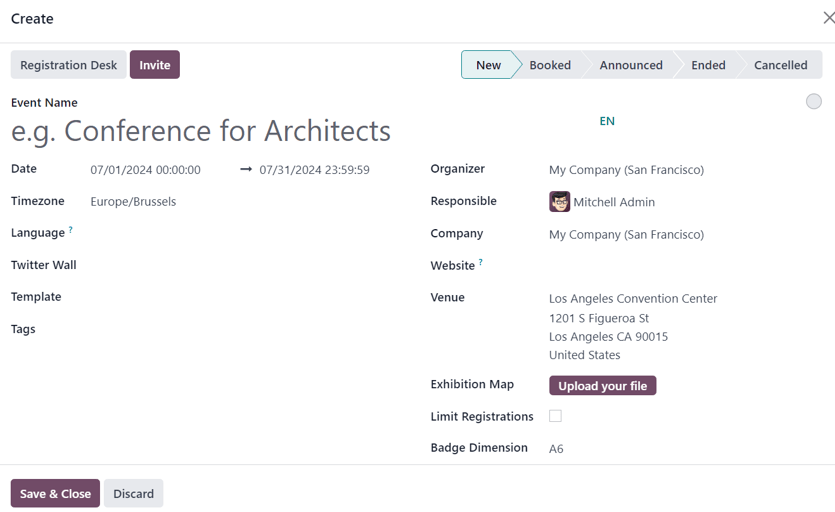 Create
Registration Desk
Invite
New
Booked
Announced
Ended
Cancelled
Event Name
e.g. Conference for Architects
EN
Date
07/01/2024 00:00:00
07/31/2024 23:59:59
Timezone
Europe/Brussels
Language ?
Twitter Wall
Template
Tags
Organizer
My Company (San Francisco)
Responsible
Mitchell Admin
Company
My Company (San Francisco)
Website ?
Venue
Los Angeles Convention Center
1201 S Figueroa St
Los Angeles CA 90015
United States
Exhibition Map
Upload your file
Limit Registrations
Badge Dimension
A6
Save & Close
Discard